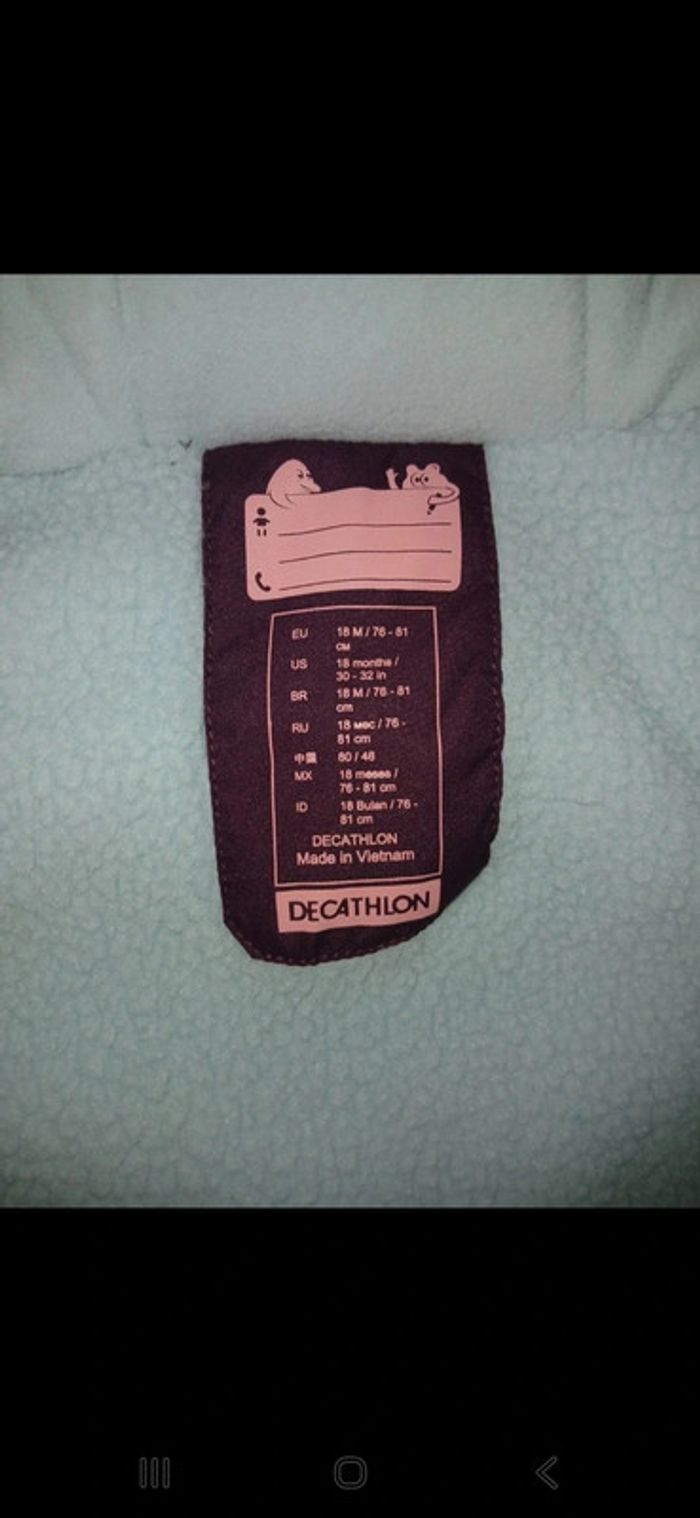 EU 18 M / 76 - 81
CM
US 18 months /
30 - 32 in
BR 18 M / 76 - 81
cm
RU 18 мес / 76 -
81 cm
中国 80 / 48
MX 18 meses /
76 - 81 cm
ID 18 Bulan / 76 -
81 cm
DECATHLON
Made in Vietnam
DECATHLON